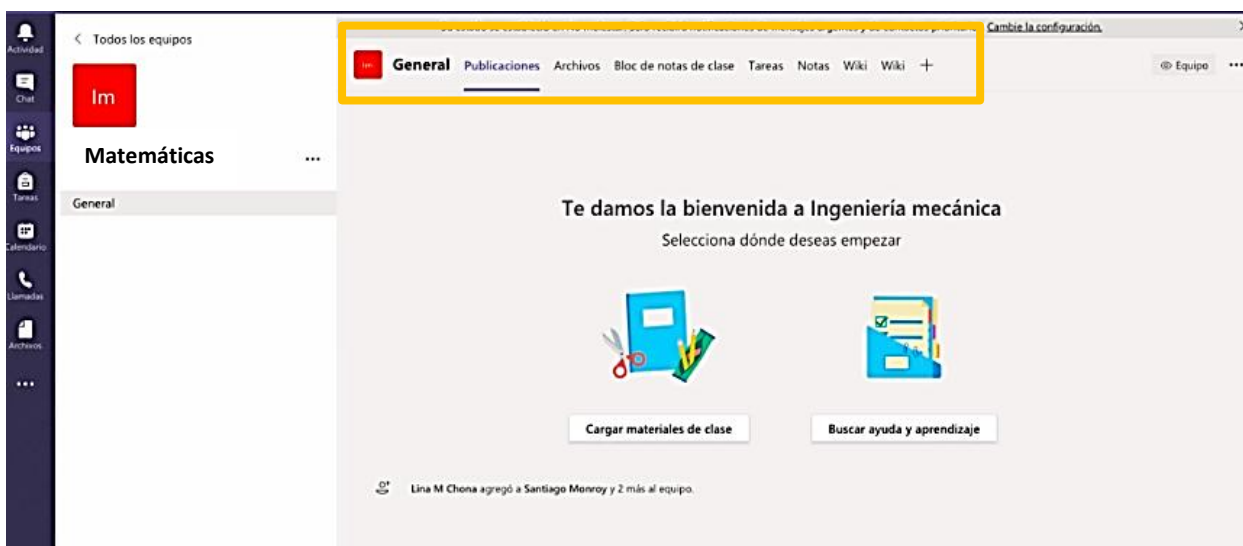 Actividad
Chat
Equipos
Tareas
Calendario
Llamadas
Archivos
Todos los equipos
Im
Matemáticas
General
Cambie la configuración.
Im General Publicaciones Archivos Bloc de notas de clase Tareas Notas Wiki Wiki +
Equipo
Te damos la bienvenida a Ingeniería mecánica
Selecciona dónde deseas empezar
Cargar materiales de clase
Buscar ayuda y aprendizaje
Lina M Chona agregó a Santiago Monroy y 2 más al equipo.